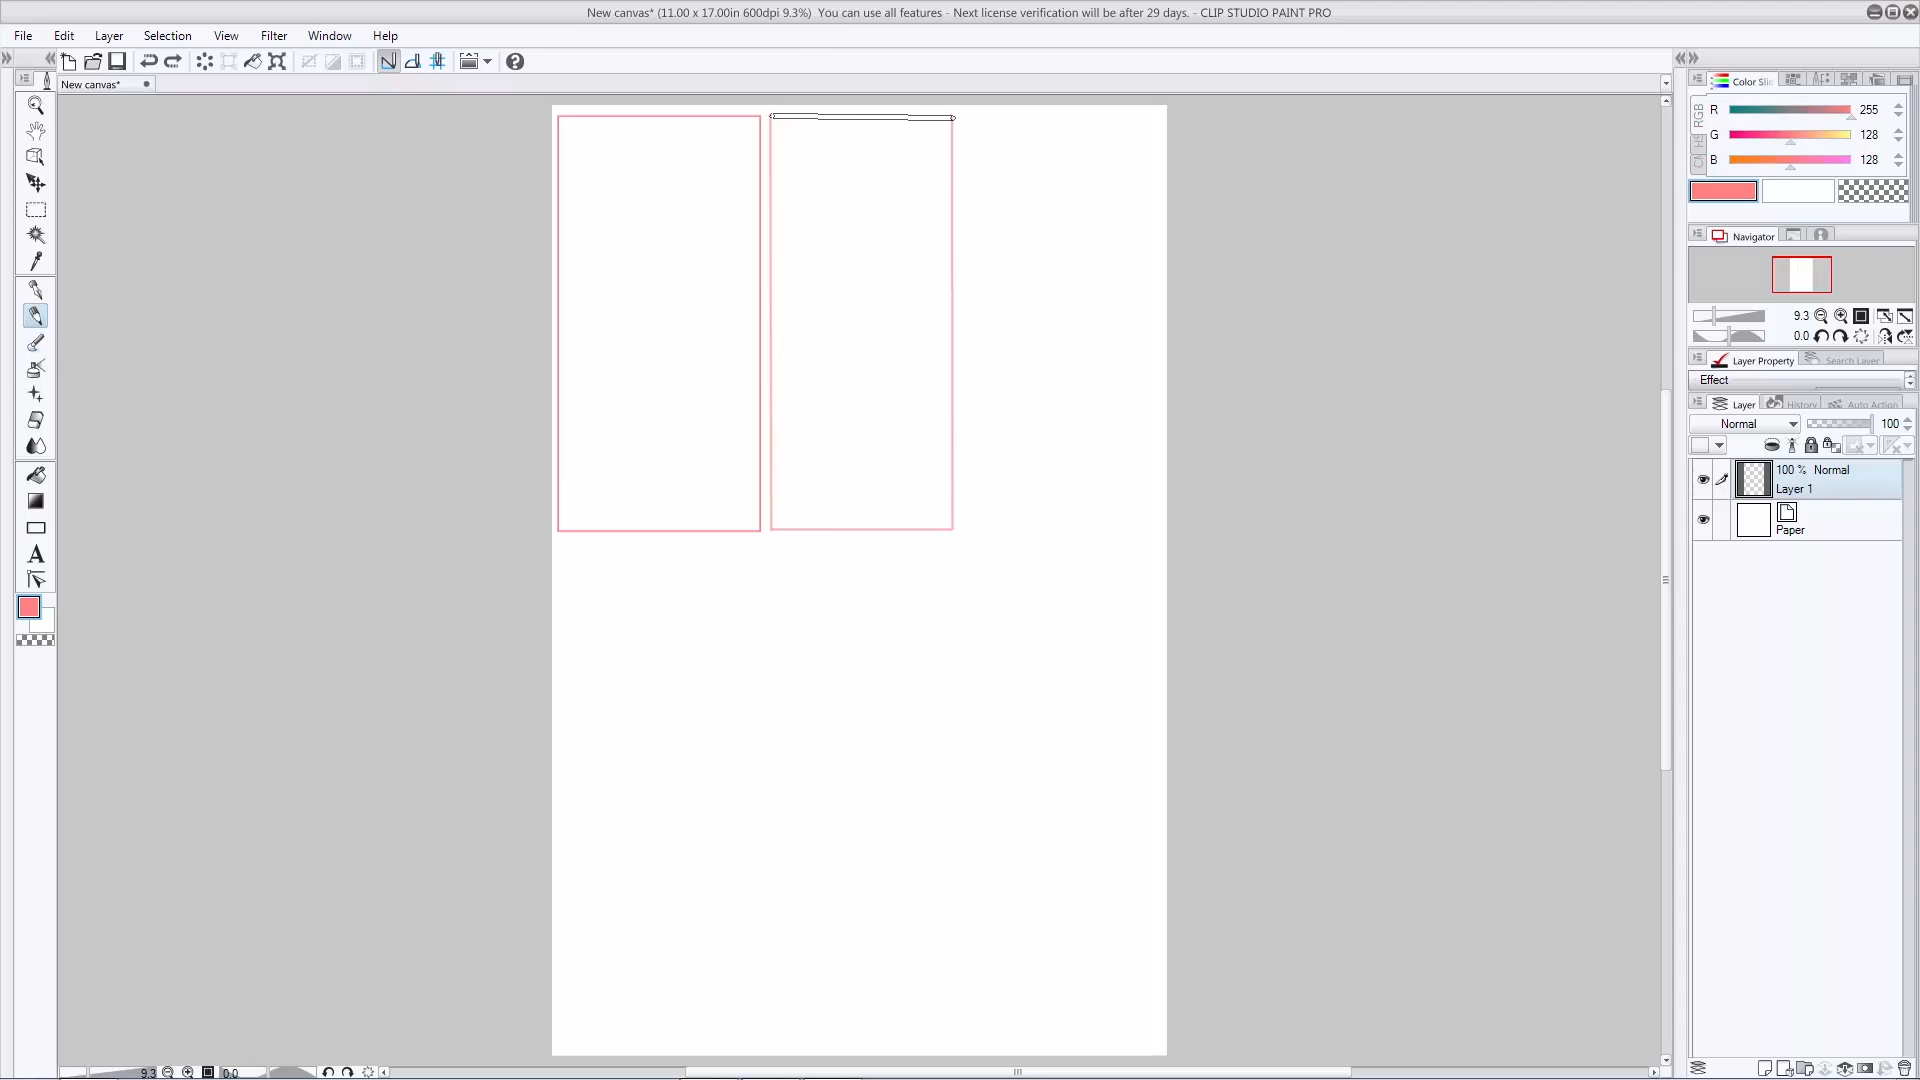 New canvas* (11.00 x 17.00in 600dpi 9.3%)  You can use all features - Next license verification will be after 29 days. - CLIP STUDIO PAINT PRO
File Edit Layer Selection View Filter Window Help
New canvas*
Color Sli
RGB
R 255
G 128
B 128
Navigator
9.3
0.0
Layer Property Search Layer
Effect
Layer History Auto Action
Normal 100
100 % Normal
Layer 1
Paper
A
9.3 0.0